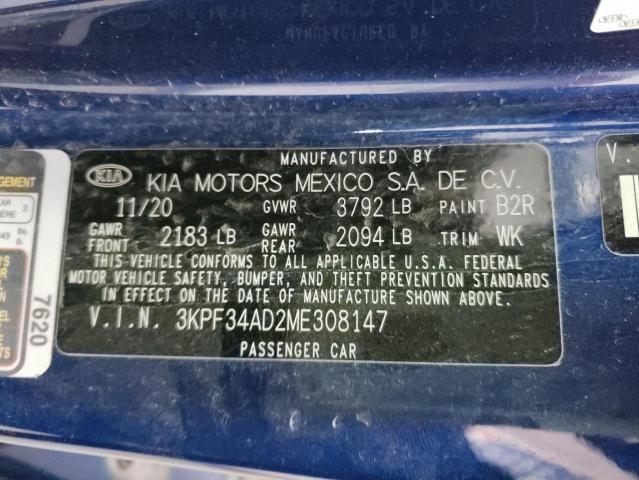 MANUFACTURED BY
KIA KIA MOTORS MEXICO S.A. DE C.V.
11/20 GVWR 3792 LB PAINT B2R
GAWR FRONT 2183 LB GAWR REAR 2094 LB TRIM WK
THIS VEHICLE CONFORMS TO ALL APPLICABLE U.S.A. FEDERAL
MOTOR VEHICLE SAFETY, BUMPER, AND THEFT PREVENTION STANDARDS
IN EFFECT ON THE DATE OF MANUFACTURE SHOWN ABOVE.
V.I.N. 3KPF34AD2ME308147
PASSENGER CAR
7620
V.